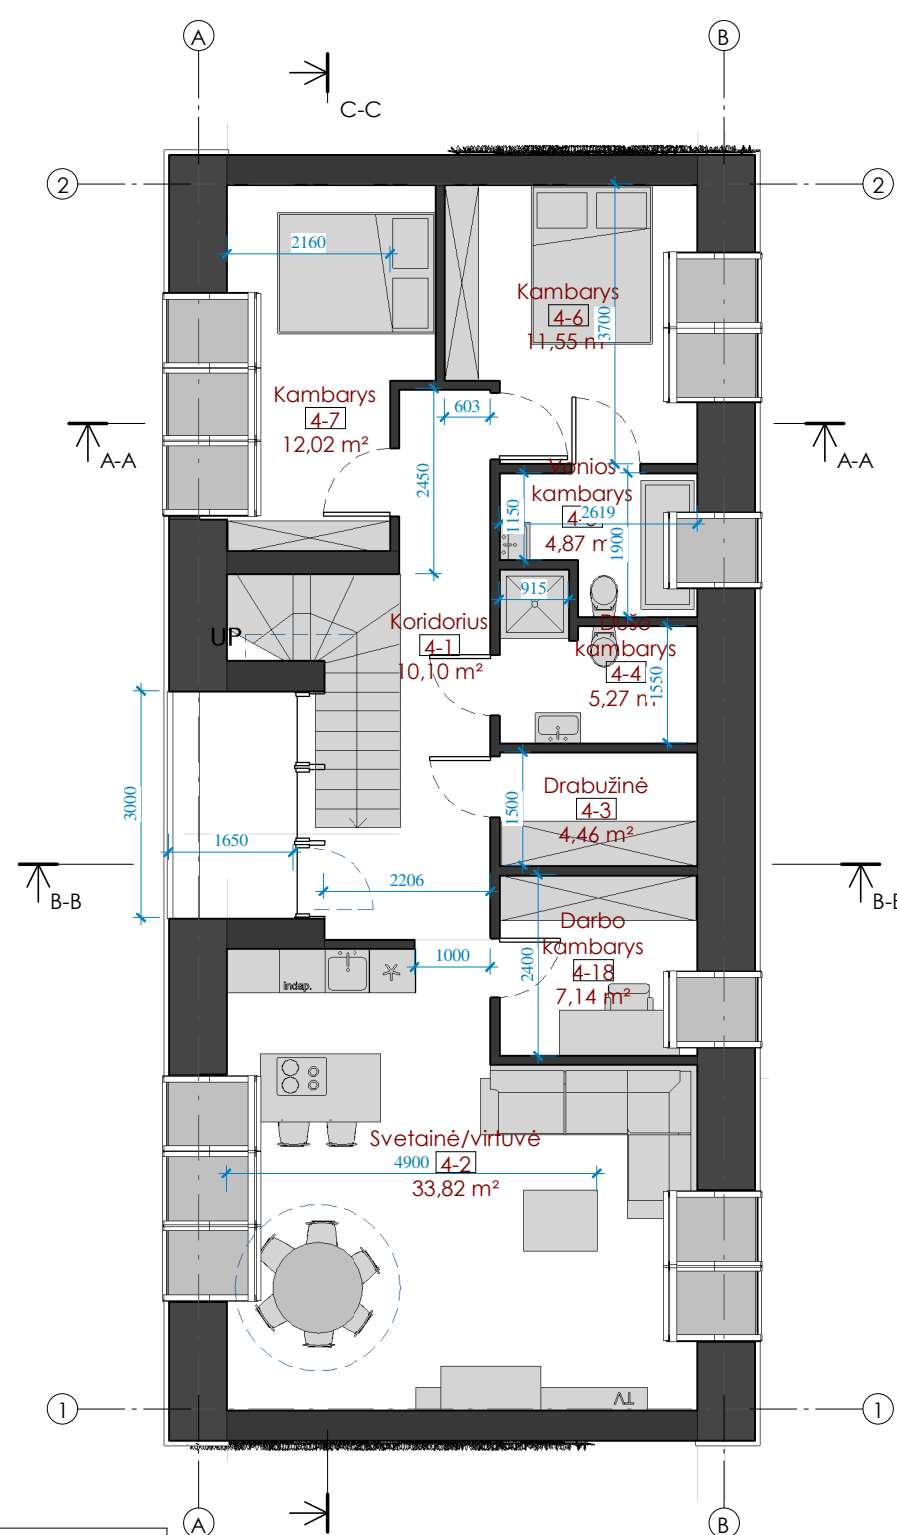 A
B
C-C
2
2
2160
Kambarys
4-6
11,55 m
3700
Kambarys
4-7
12,02 m²
603
A-A
A-A
2450
Vonios
kambarys
4-
2619
4,87 m
1150
1900
915
UP
Koridorius
4-1
10,10 m²
Dušo
kambarys
4-4
5,27 m
1550
3000
Drabužinė
4-3
4,46 m²
1500
1650
2206
B-B
B-B
Darbo
kambarys
4-18
7,14 m²
2400
1000
indap.
Svetainė/virtuvė
4900
4-2
33,82 m²
TV
1
1
A
B